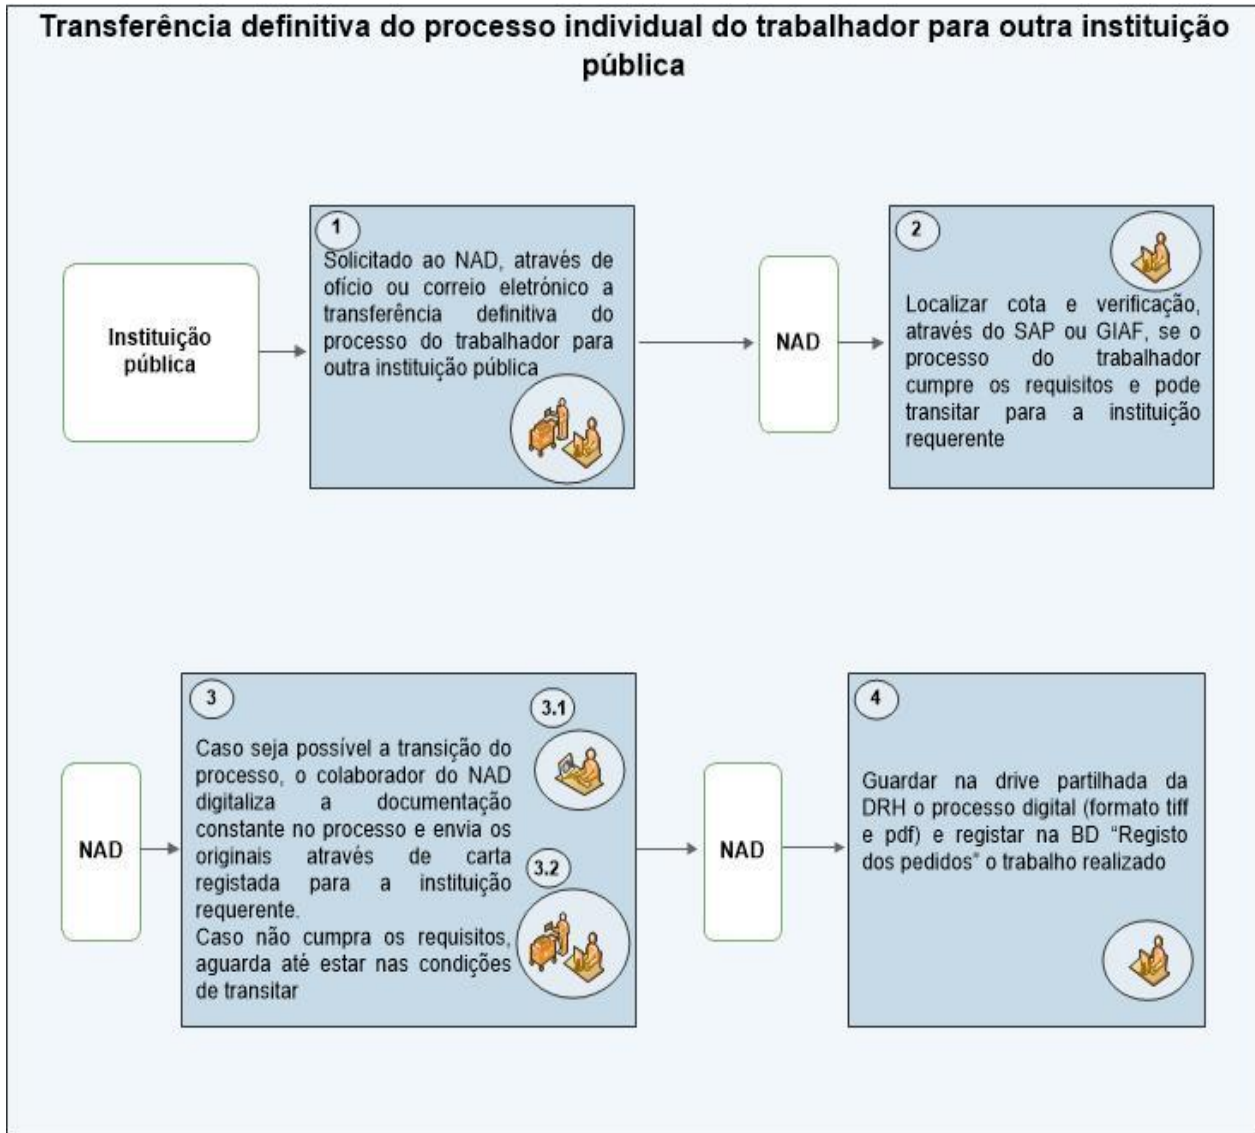 Transferência definitiva do processo individual do trabalhador para outra instituição
pública
Instituição
pública
1
Solicitado ao NAD, através de
ofício ou correio eletrónico a
transferência definitiva do
processo do trabalhador para
outra instituição pública
NAD
2
Localizar cota e verificação,
através do SAP ou GIAF, se o
processo do trabalhador
cumpre os requisitos e pode
transitar para a instituição
requerente
NAD
3
3.1
Caso seja possível a transição do
processo, o colaborador do NAD
digitaliza a documentação
constante no processo e envia os
originais através de carta
registada para a instituição
requerente.
3.2
Caso não cumpra os requisitos,
aguarda até estar nas condições
de transitar
NAD
4
Guardar na drive partilhada da
DRH o processo digital (formato tiff
e pdf) e registar na BD “Registo
dos pedidos” o trabalho realizado